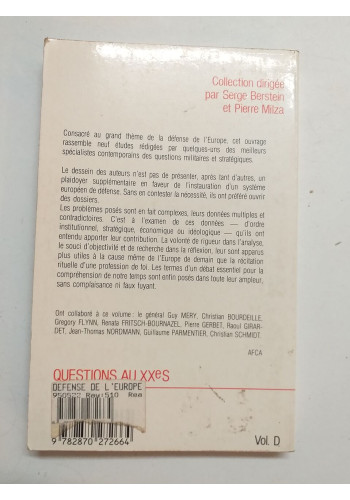 Collection dirigée
par Serge Berstein
et Pierre Milza
Consacré au grand thème de la défense de l'Europe, cet ouvrage
rassemble neuf études rédigées par quelques-uns des meilleurs
spécialistes contemporains des questions militaires et stratégiques.
Le dessein des auteurs n'est pas de présenter, après tant d'autres, un
plaidoyer supplémentaire en faveur de l'instauration d'un système
européen de défense. Sans en contester la nécessité, ils ont préféré ouvrir
des dossiers.
Les problèmes posés sont en fait complexes, leurs données multiples et
contradictoires. C'est à l'examen de ces données — d'ordre
institutionnel, stratégique, économique ou idéologique — qu'ils ont
entendu apporter leur contribution. La volonté de rigueur dans l'analyse,
le souci d'objectivité et de recherche dans la réflexion, leur sont apparus
plus utiles à la cause même de l'Europe de demain que la récitation
rituelle d'une profession de foi. Les termes d'un débat essentiel pour la
compréhension de notre temps sont enfin posés dans toute leur ampleur,
sans complaisance ni faux fuyant.
Ont collaboré à ce volume : le général Guy MERY, Christian BOURDEILLE,
Gregory FLYNN, Renata FRITSCH-BOURNAZEL, Pierre GERBET, Raoul GIRAR-
DET, Jean-Thomas NORDMANN, Guillaume PARMENTIER, Christian SCHMIDT.
AFCA
QUESTIONS AU XXeS
DEFENSE DE L'EUROPE
950522 Ray:510 Rea
9 782870 272664
Vol. D